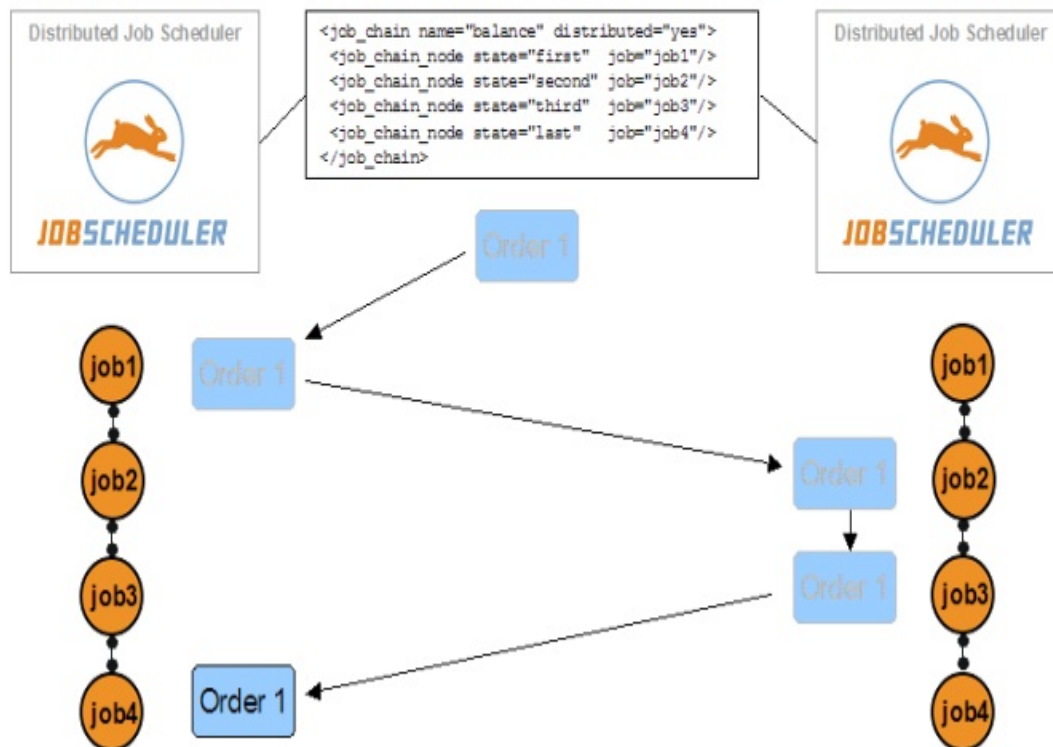 Distributed Job Scheduler
JOBSCHEDULER
<job_chain name="balance" distributed="yes">
<job_chain_node state="first" job="job1"/>
<job_chain_node state="second" job="job2"/>
<job_chain_node state="third" job="job3"/>
<job_chain_node state="last" job="job4"/>
</job_chain>
Distributed Job Scheduler
JOBSCHEDULER
Order 1
job1
Order 1
job1
job2
Order 1
job2
job3
Order 1
job3
job4
Order 1
job4